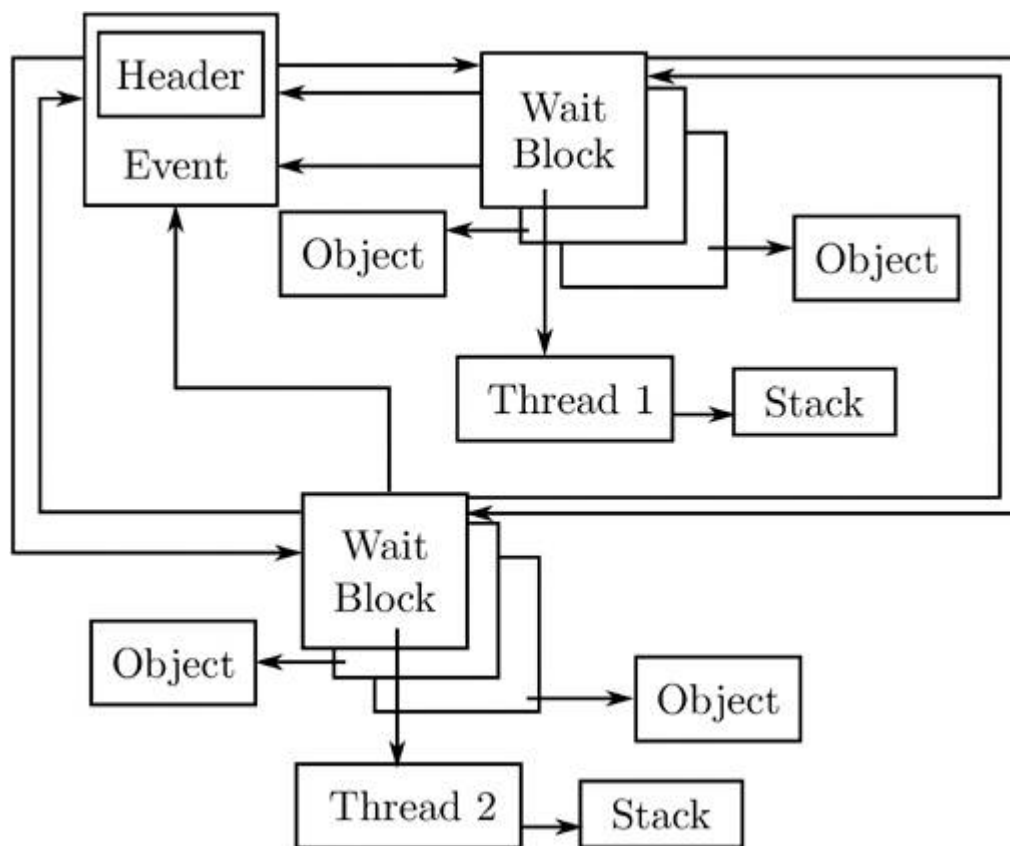 Header
Event
Wait
Block
Object
Object
Thread 1
Stack
Wait
Block
Object
Object
Thread 2
Stack